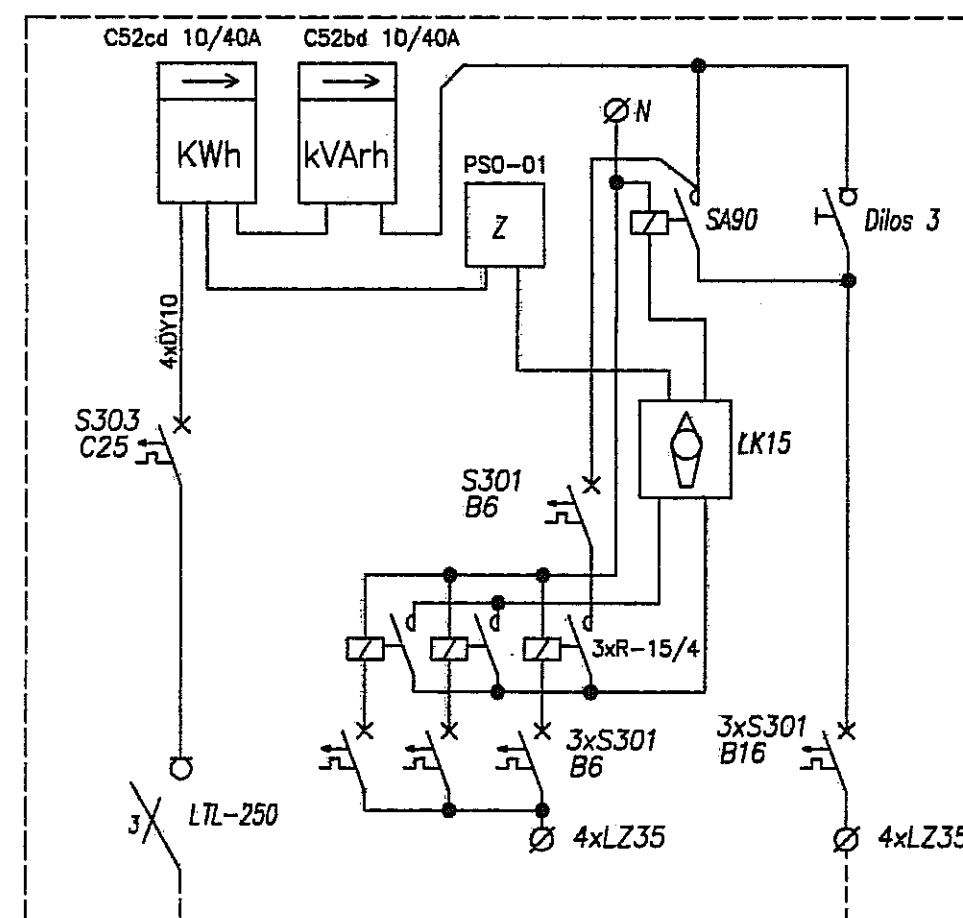 C52cd 10/40A
C52bd 10/40A
KWh
kVArh
N
PSO-01
Z
SA90
Dilos 3
4xDY10
S303
C25
ŁK15
S301
B6
3xR-15/4
3xS301
B6
3xS301
B16
3
LTL-250
4xLZ35
4xLZ35